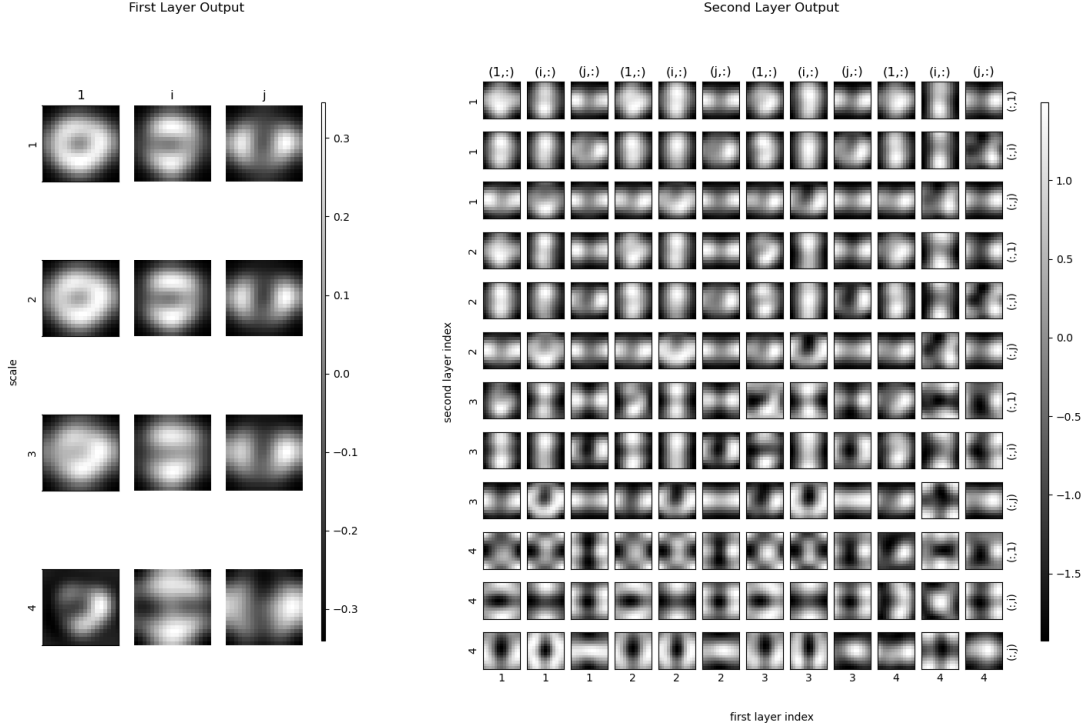 First Layer Output
Second Layer Output
1 i j
1
2
3
4
scale
0.3
0.2
0.1
0.0
−0.1
−0.2
−0.3
(1,:) (i,:) (j,:) (1,:) (i,:) (j,:) (1,:) (i,:) (j,:) (1,:) (i,:) (j,:)
1 (:,1)
1 (:,i)
1 (:,j)
2 (:,1)
2 (:,i)
2 (:,j)
3 (:,1)
3 (:,i)
3 (:,j)
4 (:,1)
4 (:,i)
4 (:,j)
second layer index
1 1 1 2 2 2 3 3 3 4 4 4
first layer index
1.0
0.5
0.0
−0.5
−1.0
−1.5